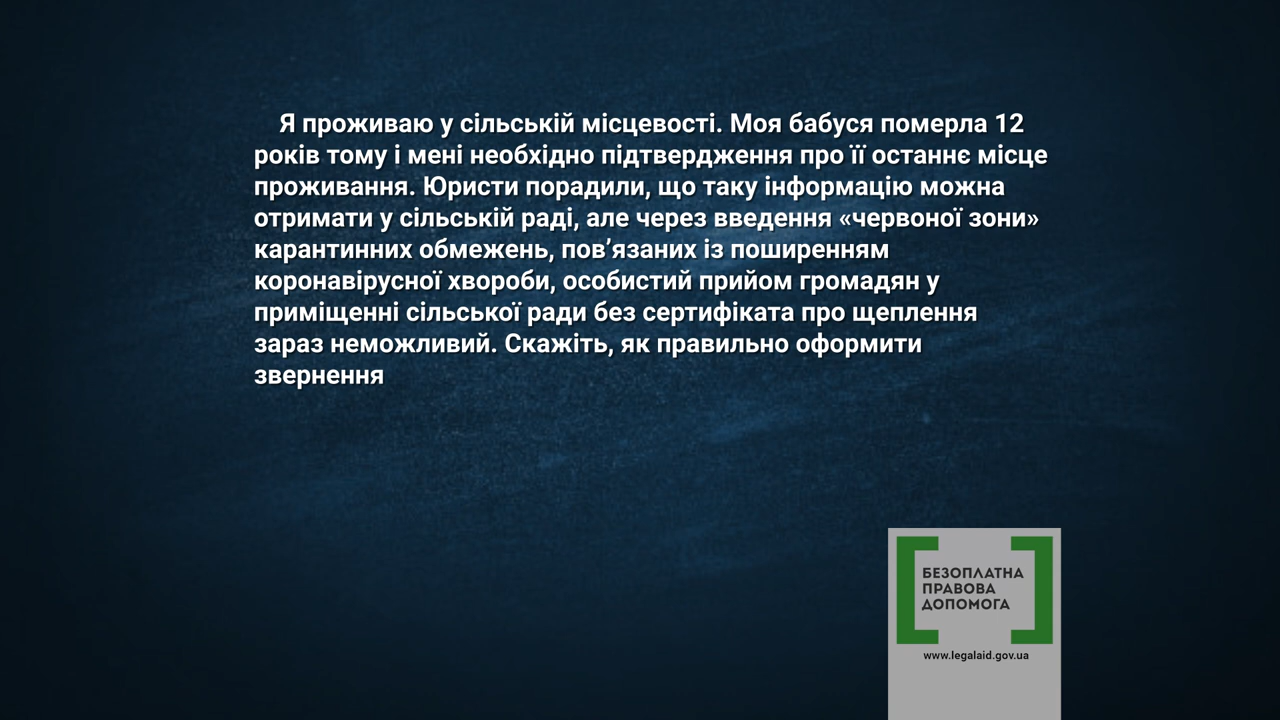 Я проживаю у сільській місцевості. Моя бабуся померла 12
років тому і мені необхідно підтвердження про її останнє місце
проживання. Юристи порадили, що таку інформацію можна
отримати у сільській раді, але через введення «червоної зони»
карантинних обмежень, пов’язаних із поширенням
коронавірусної хвороби, особистий прийом громадян у
приміщенні сільської ради без сертифіката про щеплення
зараз неможливий. Скажіть, як правильно оформити
звернення
БЕЗОПЛАТНА
ПРАВОВА
ДОПОМОГА
www.legalaid.gov.ua